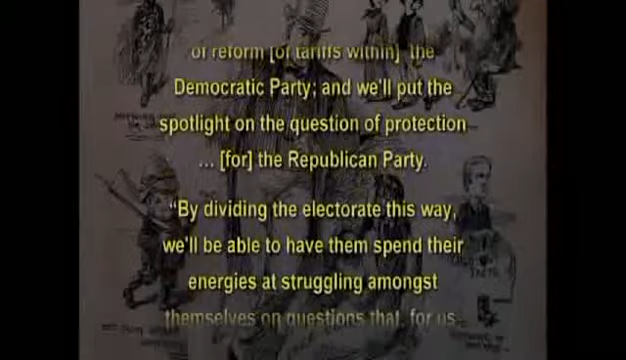 of reform [of tariffs within] the
Democratic Party; and we'll put the
spotlight on the question of protection
... [for] the Republican Party.
“By dividing the electorate this way,
we'll be able to have them spend their
energies at struggling amongst
themselves on questions that, for us